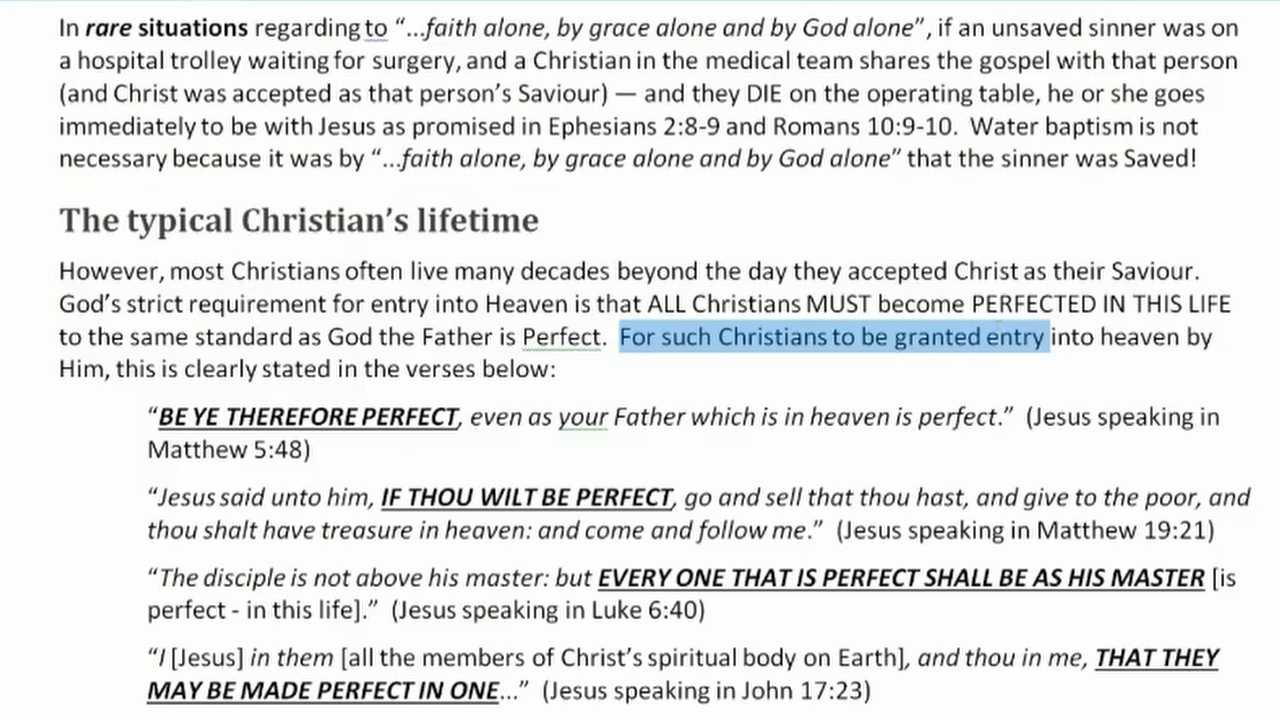 In rare situations regarding to “...faith alone, by grace alone and by God alone”, if an unsaved sinner was on
a hospital trolley waiting for surgery, and a Christian in the medical team shares the gospel with that person
(and Christ was accepted as that person’s Saviour) — and they DIE on the operating table, he or she goes
immediately to be with Jesus as promised in Ephesians 2:8-9 and Romans 10:9-10. Water baptism is not
necessary because it was by “...faith alone, by grace alone and by God alone” that the sinner was Saved!
The typical Christian’s lifetime
However, most Christians often live many decades beyond the day they accepted Christ as their Saviour.
God’s strict requirement for entry into Heaven is that ALL Christians MUST become PERFECTED IN THIS LIFE
to the same standard as God the Father is Perfect. For such Christians to be granted entry into heaven by
Him, this is clearly stated in the verses below:
“BE YE THEREFORE PERFECT, even as your Father which is in heaven is perfect.” (Jesus speaking in
Matthew 5:48)
“Jesus said unto him, IF THOU WILT BE PERFECT, go and sell that thou hast, and give to the poor, and
thou shalt have treasure in heaven: and come and follow me.” (Jesus speaking in Matthew 19:21)
“The disciple is not above his master: but EVERY ONE THAT IS PERFECT SHALL BE AS HIS MASTER [is
perfect - in this life].” (Jesus speaking in Luke 6:40)
“I [Jesus] in them [all the members of Christ’s spiritual body on Earth], and thou in me, THAT THEY
MAY BE MADE PERFECT IN ONE...” (Jesus speaking in John 17:23)